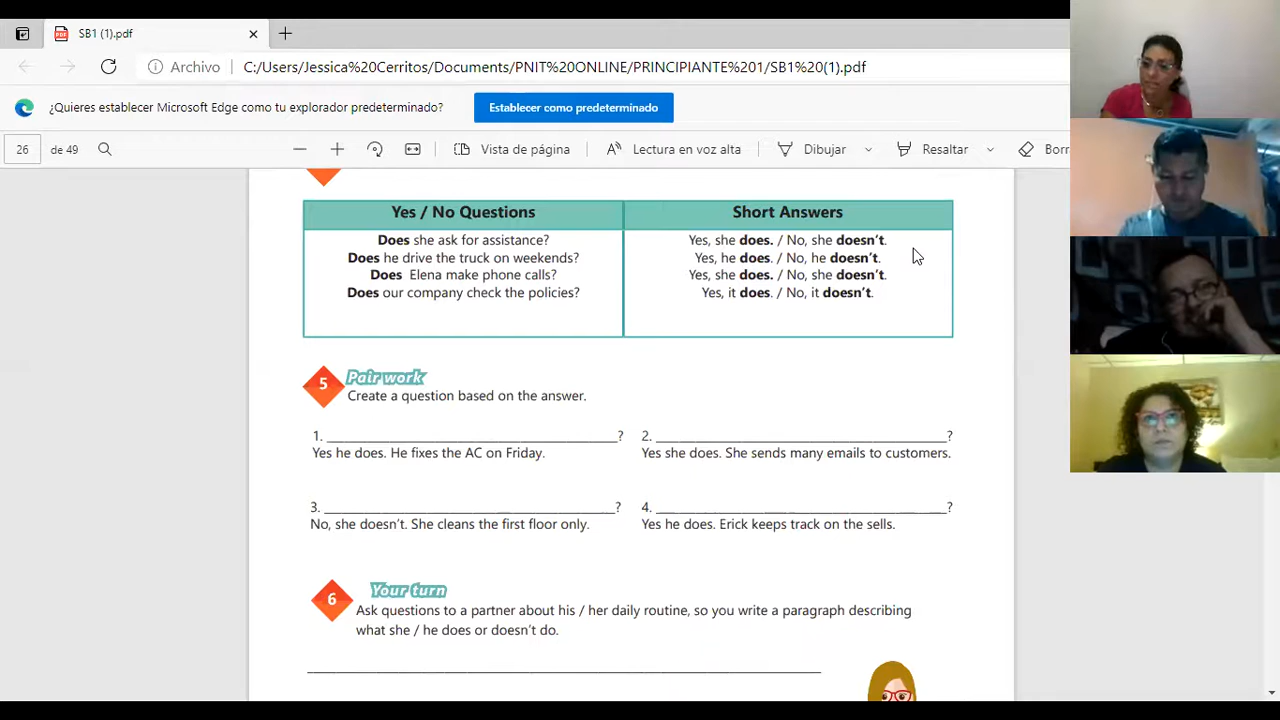 SB1 (1).pdf
Archivo C:/Users/Jessica%20Cerritos/Documents/PNIT%20ONLINE/PRINCIPIANTE%201/SB1%20(1).pdf
¿Quieres establecer Microsoft Edge como tu explorador predeterminado? Establecer como predeterminado
26 de 49 Vista de página Lectura en voz alta Dibujar Resaltar Borr
Yes / No Questions Short Answers
Does she ask for assistance? Yes, she does. / No, she doesn't.
Does he drive the truck on weekends? Yes, he does. / No, he doesn't.
Does Elena make phone calls? Yes, she does. / No, she doesn't.
Does our company check the policies? Yes, it does. / No, it doesn't.
5 Pair work
Create a question based on the answer.
1. ________________________________________? 2. ________________________________________?
Yes he does. He fixes the AC on Friday. Yes she does. She sends many emails to customers.
3. ________________________________________? 4. ________________________________________?
No, she doesn't. She cleans the first floor only. Yes he does. Erick keeps track on the sells.
6 Your turn
Ask questions to a partner about his / her daily routine, so you write a paragraph describing
what she / he does or doesn't do.